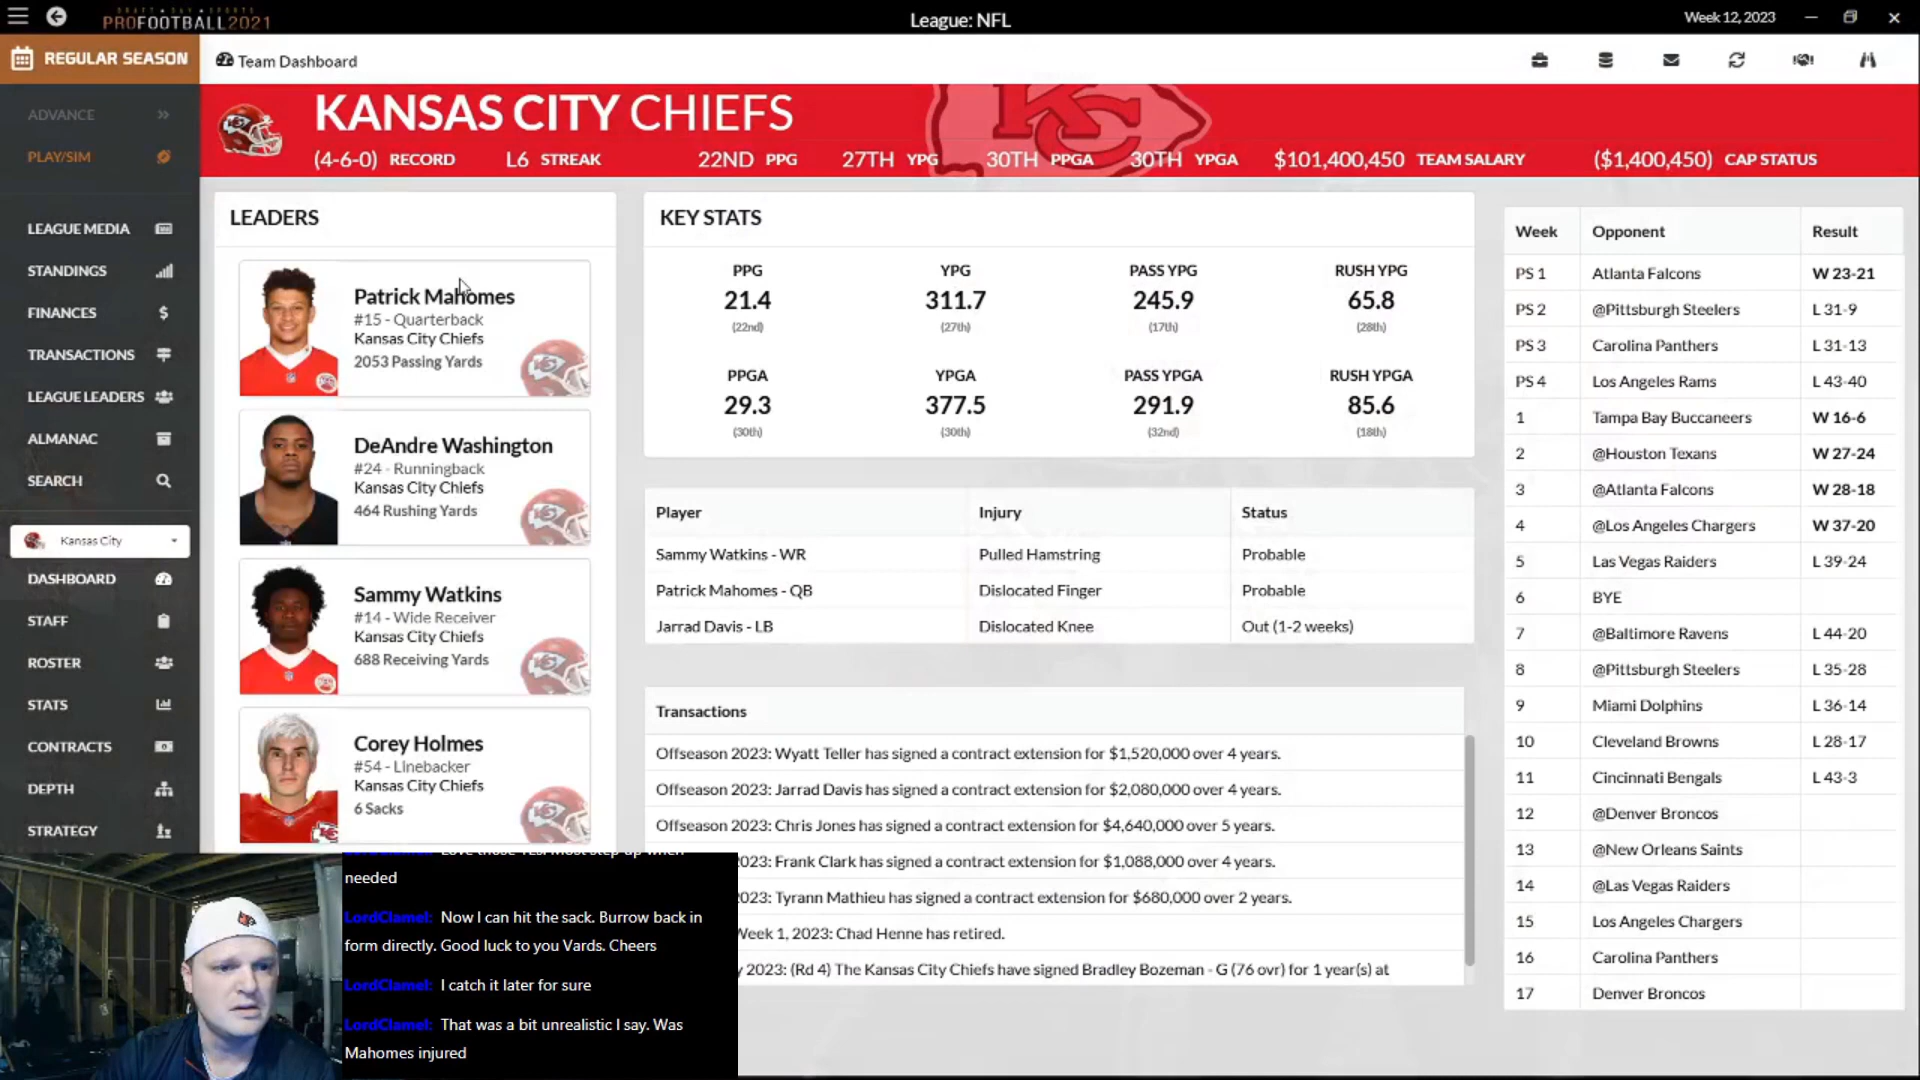 DRAFT DAY SPORTS
PROFOOTBALL2021
League: NFL
Week 12, 2023
REGULAR SEASON
Team Dashboard
ADVANCE
PLAY/SIM
LEAGUE MEDIA
STANDINGS
FINANCES
TRANSACTIONS
LEAGUE LEADERS
ALMANAC
SEARCH
Kansas City
DASHBOARD
STAFF
ROSTER
STATS
CONTRACTS
DEPTH
STRATEGY
KANSAS CITY CHIEFS
KC
(4-6-0) RECORD L6 STREAK 22ND PPG 27TH YPG 30TH PPGA 30TH YPGA $101,400,450 TEAM SALARY ($1,400,450) CAP STATUS
LEADERS
Patrick Mahomes
#15 - Quarterback
Kansas City Chiefs
2053 Passing Yards
DeAndre Washington
#24 - Runningback
Kansas City Chiefs
464 Rushing Yards
Sammy Watkins
#14 - Wide Receiver
Kansas City Chiefs
688 Receiving Yards
Corey Holmes
#54 - Linebacker
Kansas City Chiefs
6 Sacks
KEY STATS
PPG YPG PASS YPG RUSH YPG
21.4 311.7 245.9 65.8
(22nd) (27th) (17th) (28th)
PPGA YPGA PASS YPGA RUSH YPGA
29.3 377.5 291.9 85.6
(30th) (30th) (32nd) (18th)
Player Injury Status
Sammy Watkins - WR Pulled Hamstring Probable
Patrick Mahomes - QB Dislocated Finger Probable
Jarrad Davis - LB Dislocated Knee Out (1-2 weeks)
Transactions
Offseason 2023: Wyatt Teller has signed a contract extension for $1,520,000 over 4 years.
Offseason 2023: Jarrad Davis has signed a contract extension for $2,080,000 over 4 years.
Offseason 2023: Chris Jones has signed a contract extension for $4,640,000 over 5 years.
023: Frank Clark has signed a contract extension for $1,088,000 over 4 years.
023: Tyrann Mathieu has signed a contract extension for $680,000 over 2 years.
Week 1, 2023: Chad Henne has retired.
y 2023: (Rd 4) The Kansas City Chiefs have signed Bradley Bozeman - G (76 ovr) for 1 year(s) at
Week Opponent Result
PS 1 Atlanta Falcons W 23-21
PS 2 @Pittsburgh Steelers L 31-9
PS 3 Carolina Panthers L 31-13
PS 4 Los Angeles Rams L 43-40
1 Tampa Bay Buccaneers W 16-6
2 @Houston Texans W 27-24
3 @Atlanta Falcons W 28-18
4 @Los Angeles Chargers W 37-20
5 Las Vegas Raiders L 39-24
6 BYE
7 @Baltimore Ravens L 44-20
8 @Pittsburgh Steelers L 35-28
9 Miami Dolphins L 36-14
10 Cleveland Browns L 28-17
11 Cincinnati Bengals L 43-3
12 @Denver Broncos
13 @New Orleans Saints
14 @Las Vegas Raiders
15 Los Angeles Chargers
16 Carolina Panthers
17 Denver Broncos
needed
LordClamel: Now I can hit the sack. Burrow back in
form directly. Good luck to you Vards. Cheers
LordClamel: I catch it later for sure
LordClamel: That was a bit unrealistic I say. Was
Mahomes injured